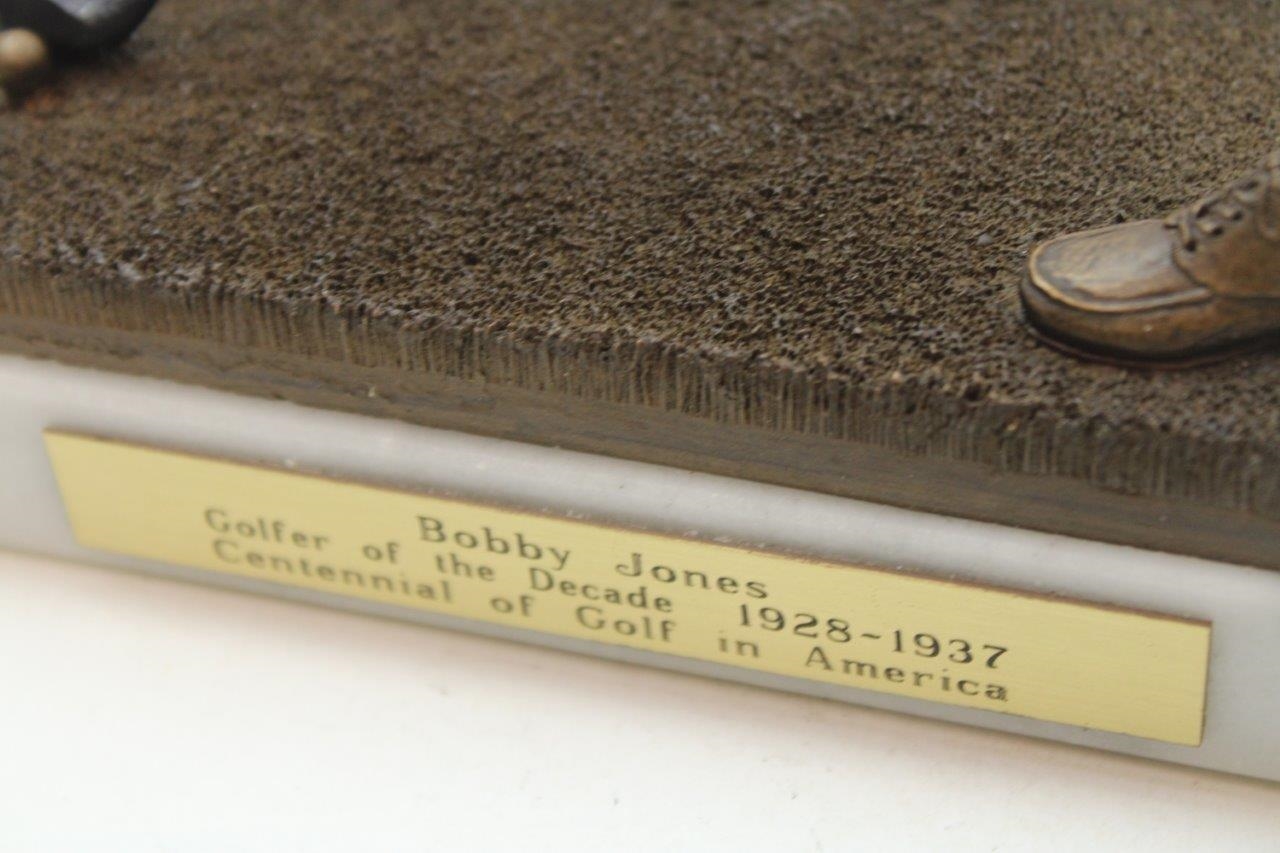 Bobby Jones
Golfer of the Decade 1928-1937
Centennial of Golf in America